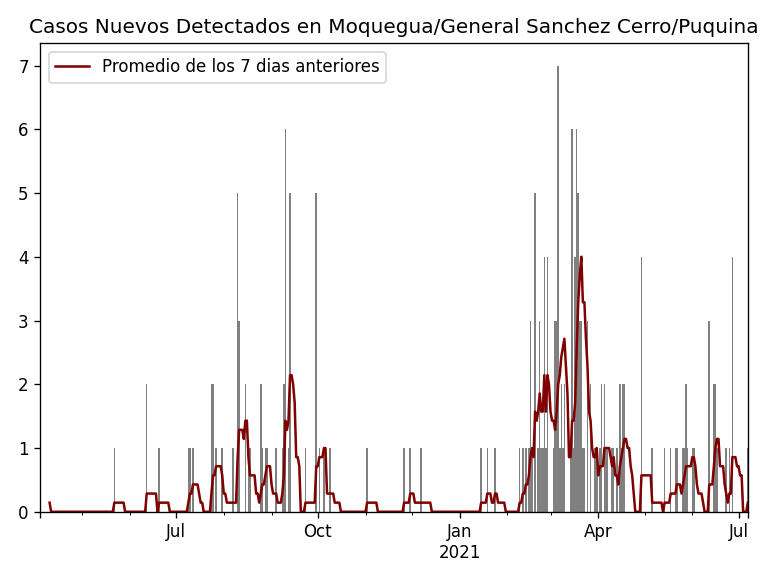 Casos Nuevos Detectados en Moquegua/General Sanchez Cerro/Puquina
Promedio de los 7 dias anteriores
7
6
5
4
3
2
1
0
Jul
Oct
Jan
Apr
Jul
2021